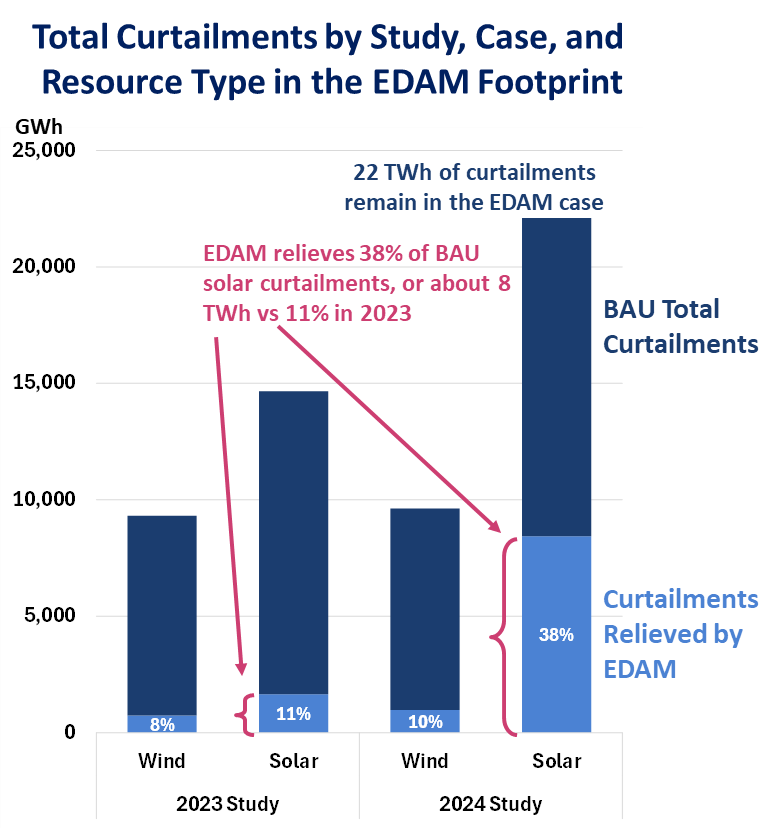 Total Curtailments by Study, Case, and
Resource Type in the EDAM Footprint
GWh
25,000
20,000
15,000
10,000
5,000
0
22 TWh of curtailments
remain in the EDAM case
EDAM relieves 38% of BAU
solar curtailments, or about 8
TWh vs 11% in 2023
BAU Total
Curtailments
Curtailments
Relieved by
EDAM
8%
11%
10%
38%
Wind
Solar
Wind
Solar
2023 Study
2024 Study